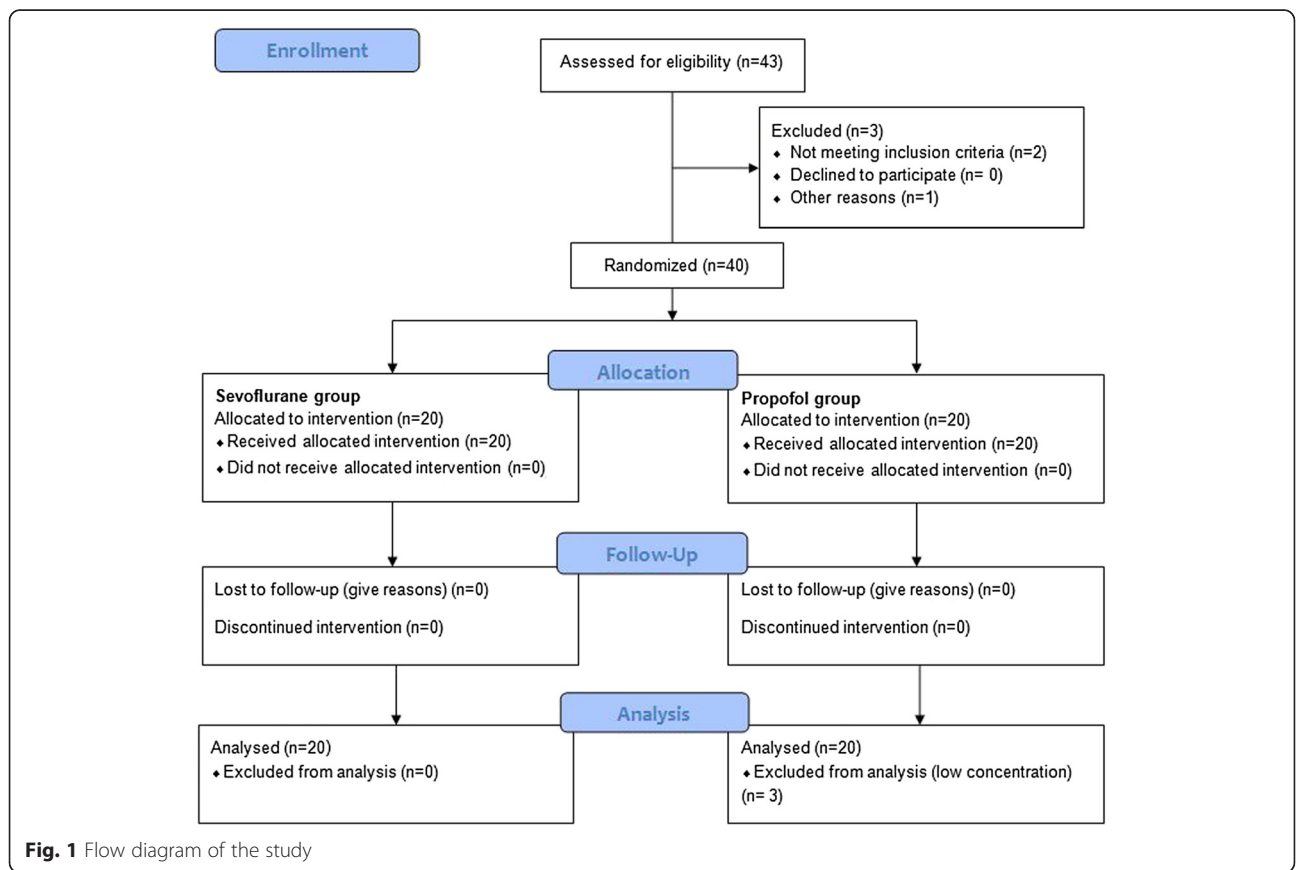 Enrollment
Assessed for eligibility (n=43)
Excluded (n=3)
⬥ Not meeting inclusion criteria (n=2)
⬥ Declined to participate (n= 0)
⬥ Other reasons (n=1)
Randomized (n=40)
Allocation
Sevoflurane group
Allocated to intervention (n=20)
⬥ Received allocated intervention (n=20)
⬥ Did not receive allocated intervention (n=0)
Propofol group
Allocated to intervention (n=20)
⬥ Received allocated intervention (n=20)
⬥ Did not receive allocated intervention (n=0)
Follow-Up
Lost to follow-up (give reasons) (n=0)
Discontinued intervention (n=0)
Lost to follow-up (give reasons) (n=0)
Discontinued intervention (n=0)
Analysis
Analysed (n=20)
⬥ Excluded from analysis (n=0)
Analysed (n=20)
⬥ Excluded from analysis (low concentration)
(n= 3)
Fig. 1 Flow diagram of the study